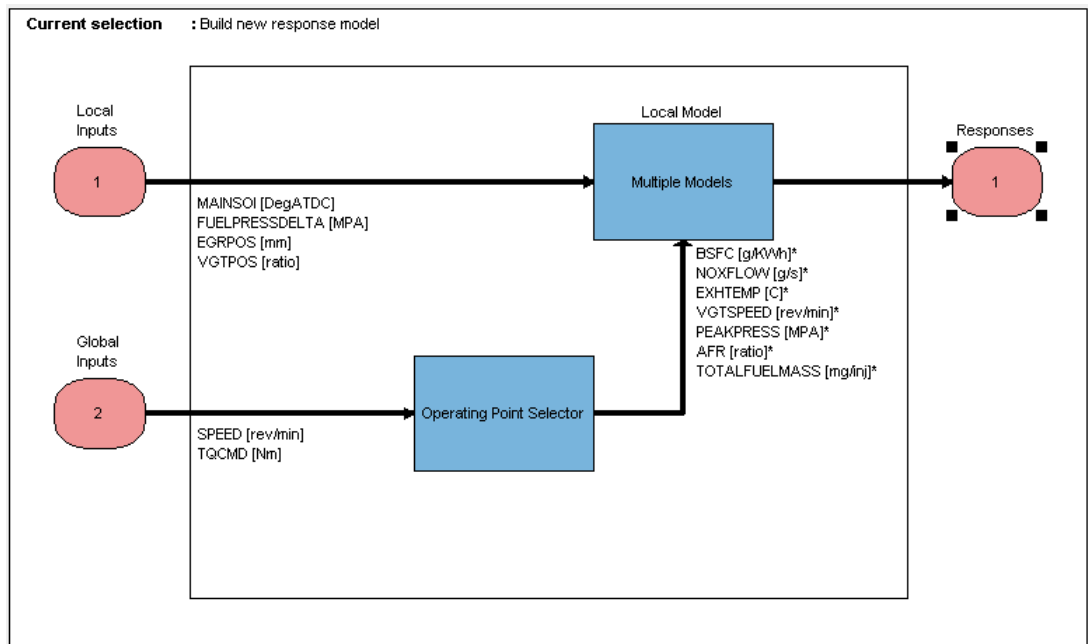 Current selection : Build new response model
Local
Inputs
1
MAINSOI [DegATDC]
FUELPRESSDELTA [MPA]
EGRPOS [mm]
VGTPOS [ratio]
Local Model
Multiple Models
Responses
1
BSFC [g/KWh]*
NOXFLOW [g/s]*
EXHTEMP [C]*
VGTSPEED [rev/min]*
PEAKPRESS [MPA]*
AFR [ratio]*
TOTALFUELMASS [mg/inj]*
Global
Inputs
2
SPEED [rev/min]
TQCMD [Nm]
Operating Point Selector